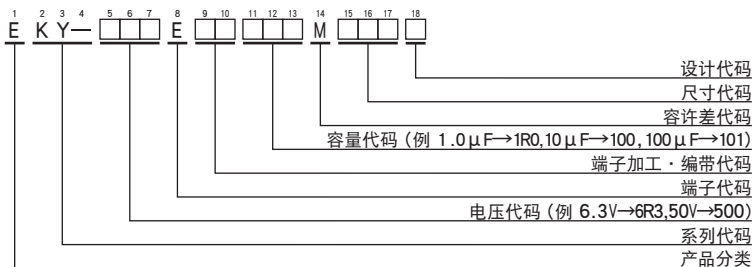 1 2 3 4 5 6 7 8 9 10 11 12 13 14 15 16 17 18
E K Y— □□□ E □□ □□□ M □□□ □
设计代码
尺寸代码
容许差代码
容量代码 (例 1.0μF→1R0,10μF→100,100μF→101)
端子加工・编带代码
端子代码
电压代码 (例 6.3V→6R3,50V→500)
系列代码
产品分类